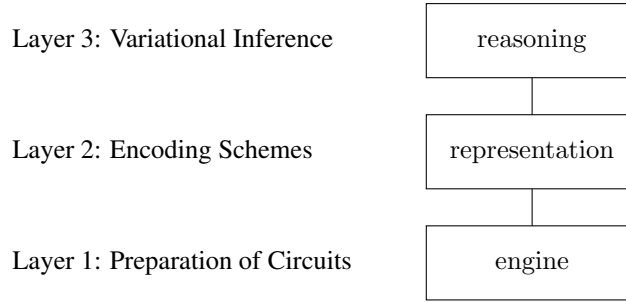 Layer 3: Variational Inference reasoning
Layer 2: Encoding Schemes representation
Layer 1: Preparation of Circuits engine